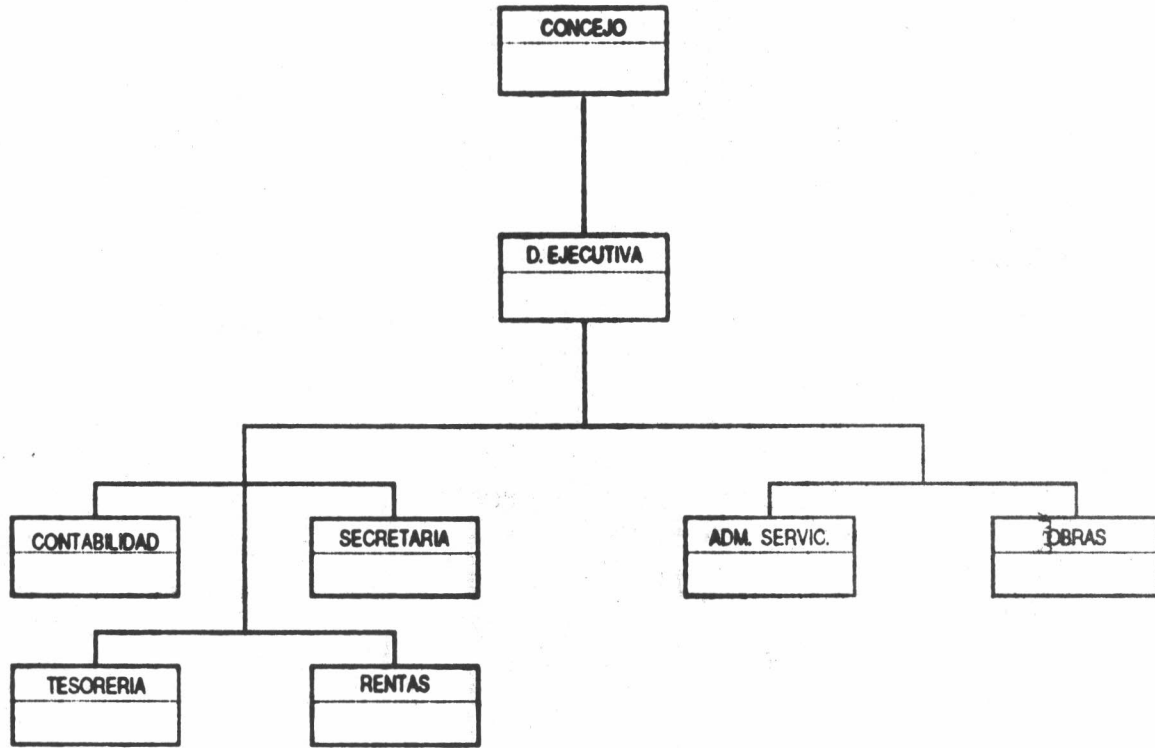 CONCEJO
D. EJECUTIVA
CONTABILIDAD
SECRETARIA
ADM. SERVIC.
OBRAS
TESORERIA
RENTAS